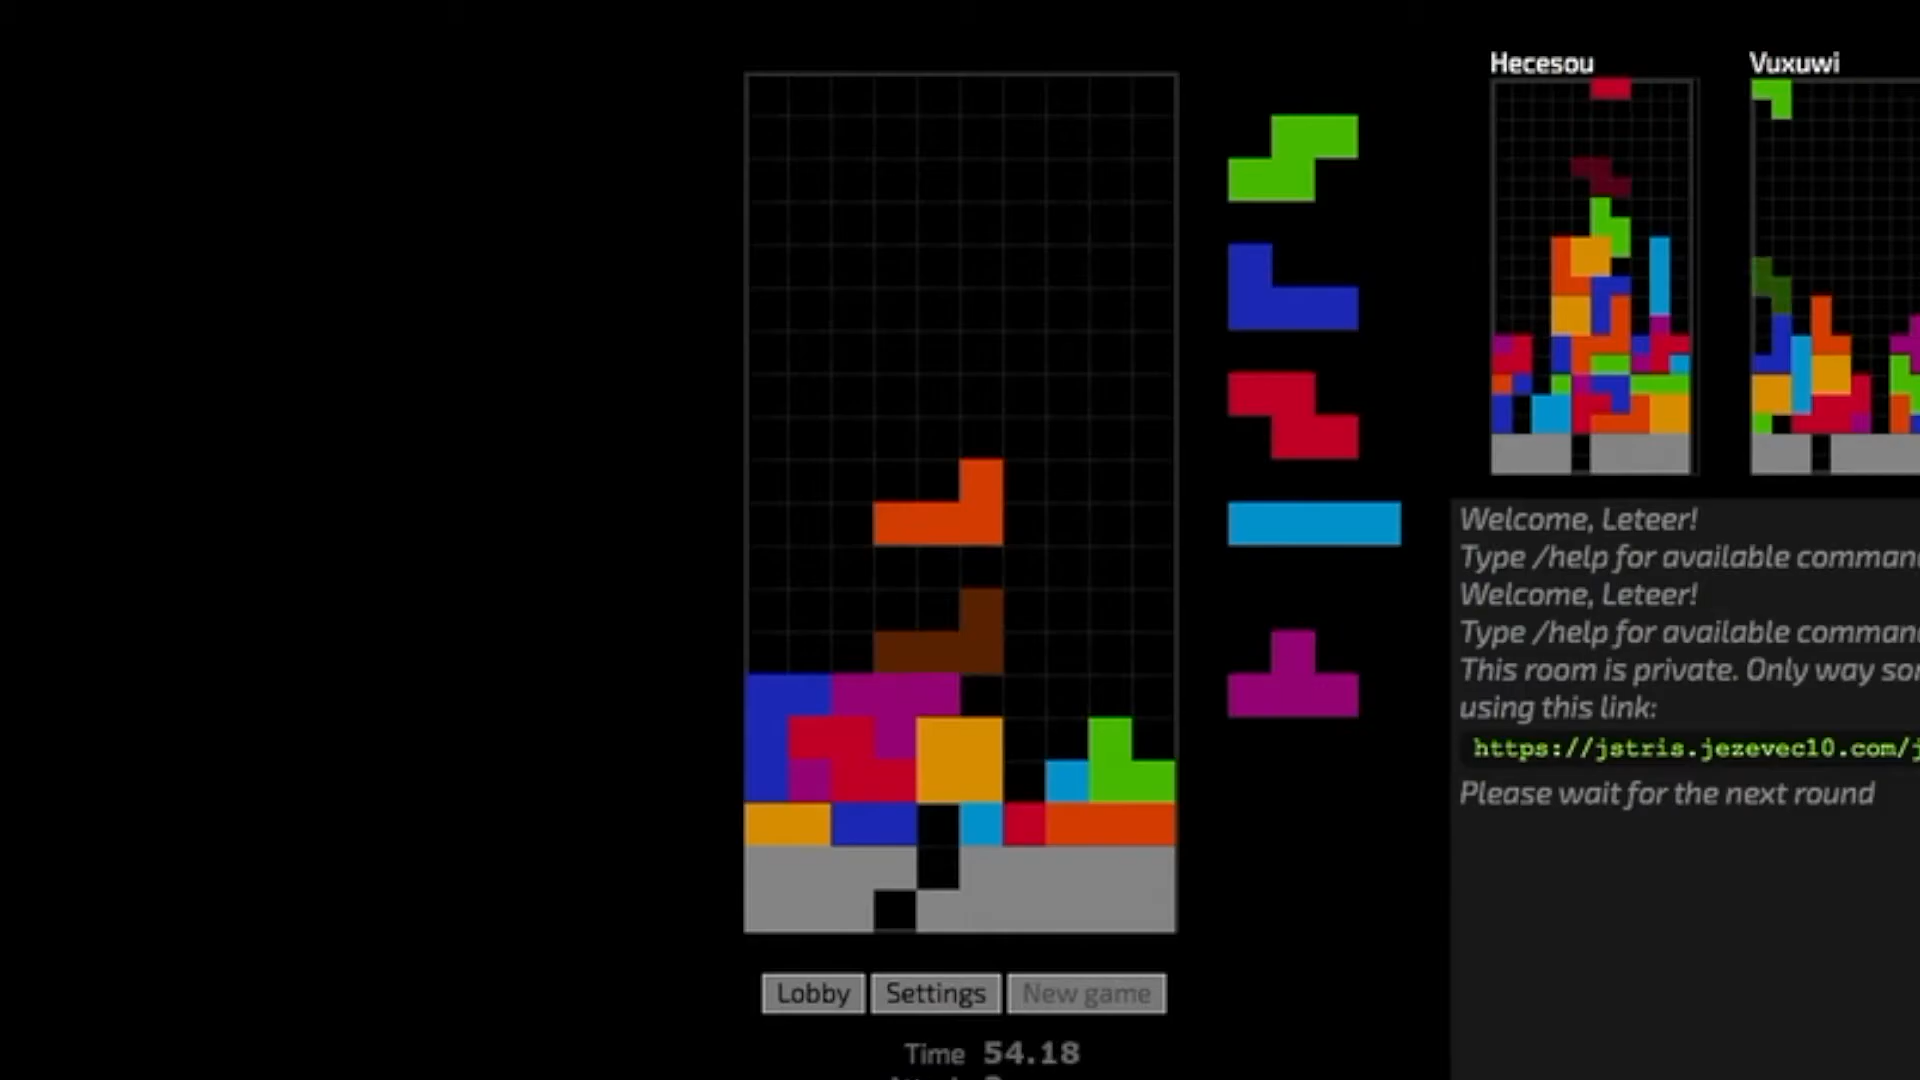 Hecesou
Vuxuwi
Welcome, Leteer!
Type /help for available
Welcome, Leteer!
Type /help for available
This room is private. Only way
using this link:
https://jstris.jezevec10.com/j
Please wait for the next round
Lobby
Settings
New game
Time 54.18